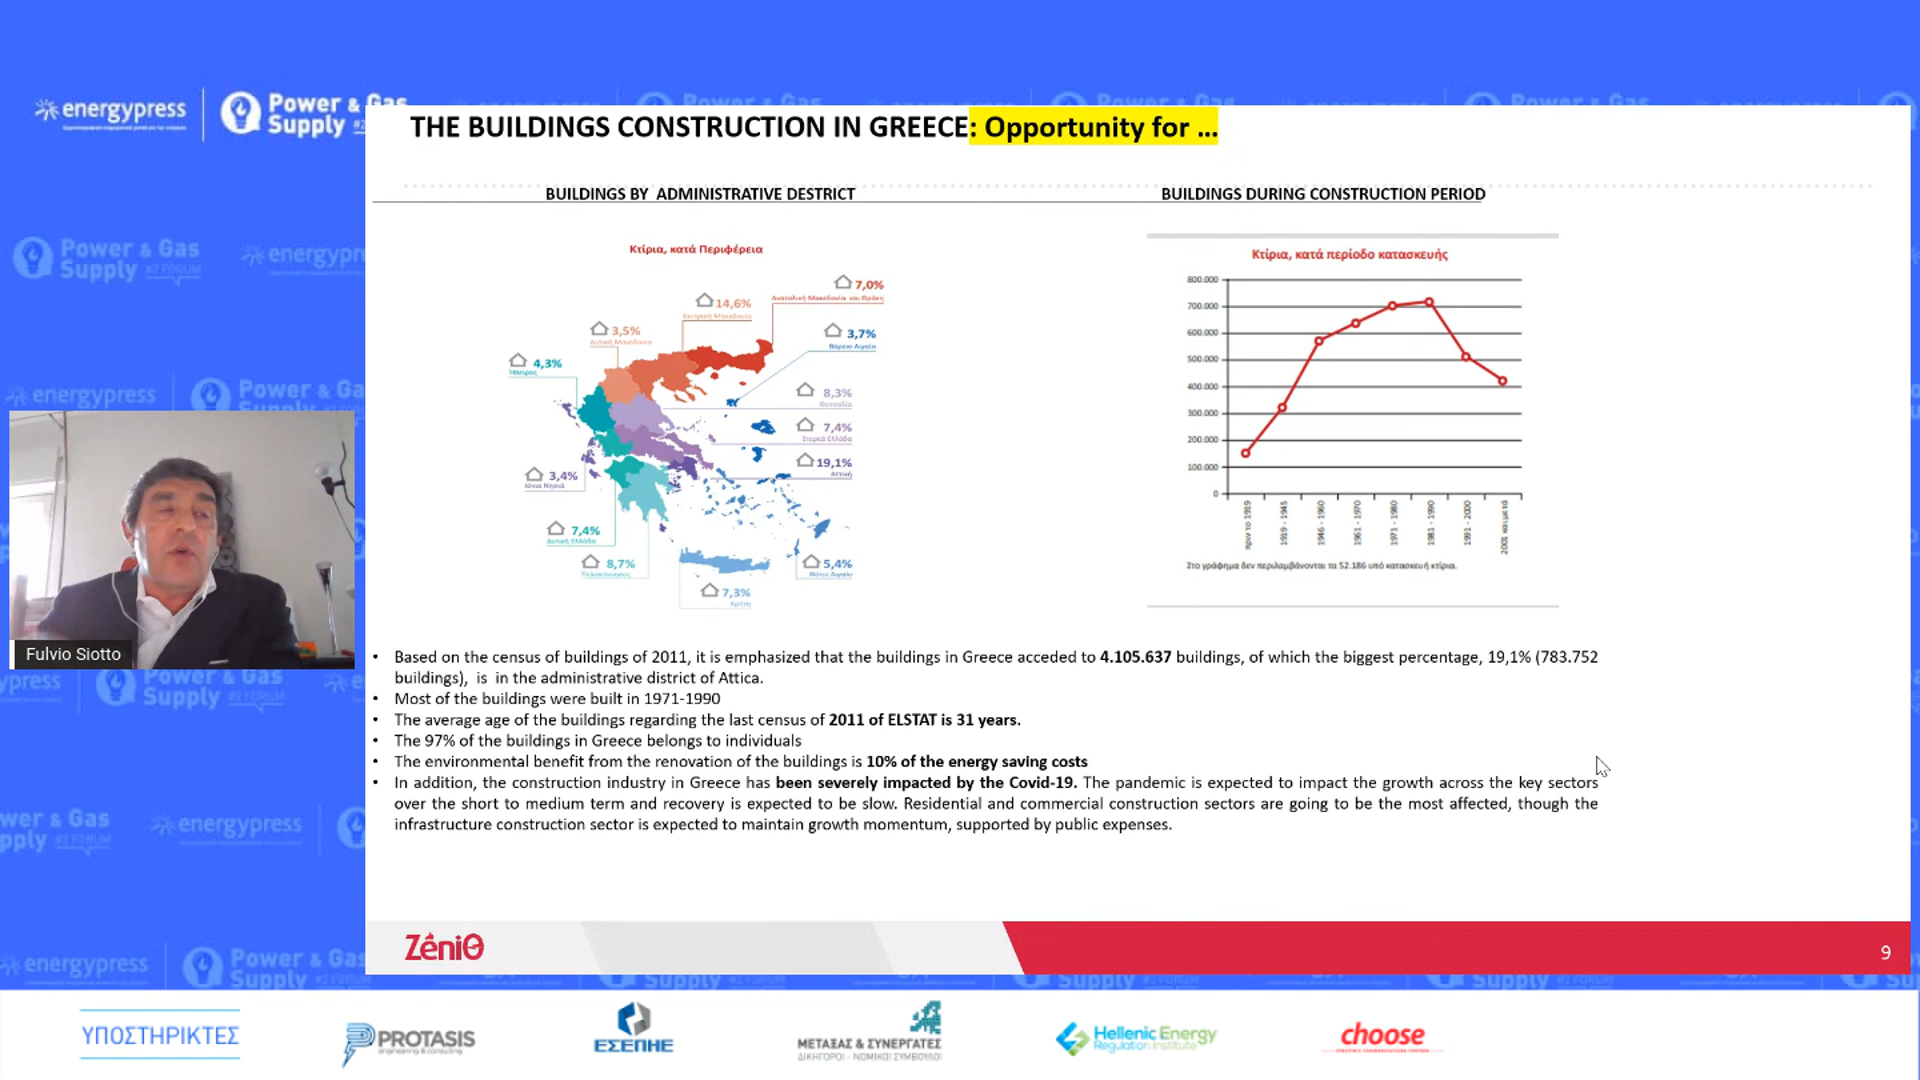 energypress
Power & Gas
Supply #2
THE BUILDINGS CONSTRUCTION IN GREECE: Opportunity for ...
BUILDINGS BY ADMINISTRATIVE DESTRICT
BUILDINGS DURING CONSTRUCTION PERIOD
Κτίρια, κατά Περιφέρεια
7,0%
Ανατολική Μακεδονία και Θράκη
14,6%
Κεντρική Μακεδονία
3,5%
Δυτική Μακεδονία
3,7%
Βόρειο Αιγαίο
4,3%
Ήπειρος
8,3%
Θεσσαλία
7,4%
Στερεά Ελλάδα
19,1%
Αττική
3,4%
Ιόνια Νησιά
7,4%
Δυτική Ελλάδα
8,7%
Πελοπόννησος
5,4%
Νότιο Αιγαίο
7,3%
Κρήτη
Κτίρια, κατά περίοδο κατασκευής
800.000
700.000
600.000
500.000
400.000
300.000
200.000
100.000
0
πριν το 1919
1919 - 1945
1946 - 1960
1961 - 1970
1971 - 1980
1981 - 1990
1991 - 2000
2001 και μετά
Στο γράφημα δεν περιλαμβάνονται τα 52.186 υπό κατασκευή κτίρια.
• Based on the census of buildings of 2011, it is emphasized that the buildings in Greece acceded to 4.105.637 buildings, of which the biggest percentage, 19,1% (783.752
buildings), is in the administrative district of Attica.
• Most of the buildings were built in 1971-1990
• The average age of the buildings regarding the last census of 2011 of ELSTAT is 31 years.
• The 97% of the buildings in Greece belongs to individuals
• The environmental benefit from the renovation of the buildings is 10% of the energy saving costs
• In addition, the construction industry in Greece has been severely impacted by the Covid-19. The pandemic is expected to impact the growth across the key sectors
over the short to medium term and recovery is expected to be slow. Residential and commercial construction sectors are going to be the most affected, though the
infrastructure construction sector is expected to maintain growth momentum, supported by public expenses.
Fulvio Siotto
ZéniΘ
9
ΥΠΟΣΤΗΡΙΚΤΕΣ
PROTASIS
engineering & consulting
ΕΣΕΠΗΕ
ΜΕΤΑΞΑΣ & ΣΥΝΕΡΓΑΤΕΣ
ΔΙΚΗΓΟΡΟΙ - ΝΟΜΙΚΟΙ ΣΥΜΒΟΥΛΟΙ
Hellenic Energy
Regulation Institute
choose